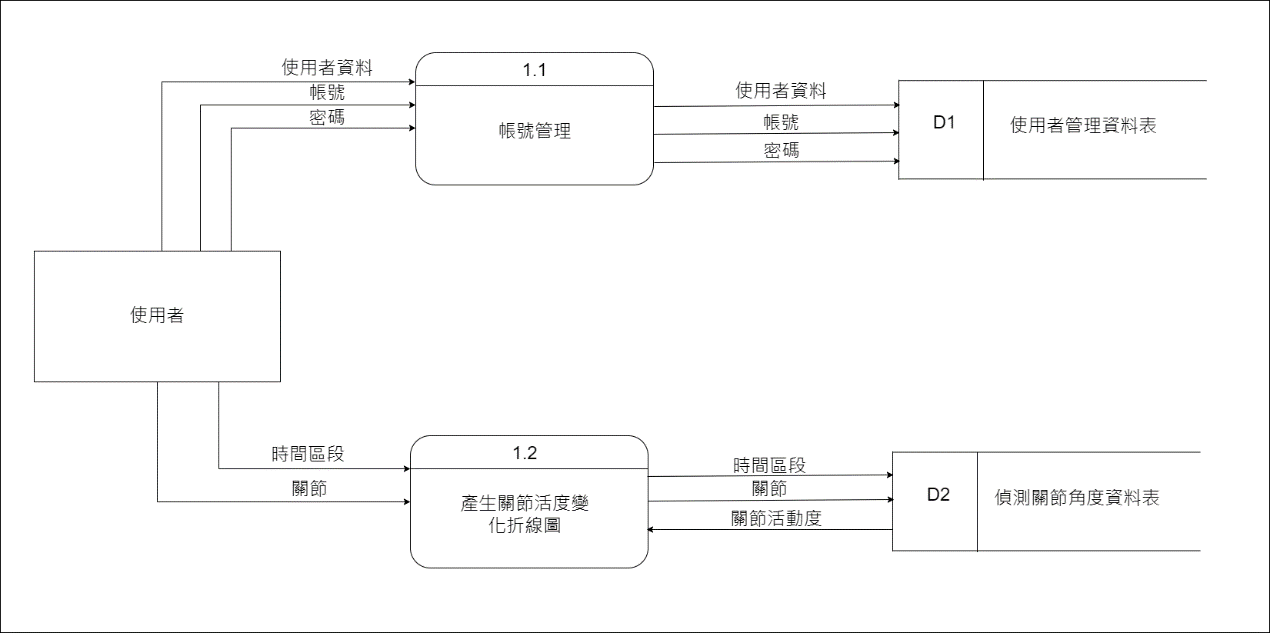 使用者資料
帳號
密碼
1.1
帳號管理
使用者資料
帳號
密碼
D1
使用者管理資料表
使用者
時間區段
關節
1.2
產生關節活度變
化折線圖
時間區段
關節
關節活動度
D2
偵測關節角度資料表